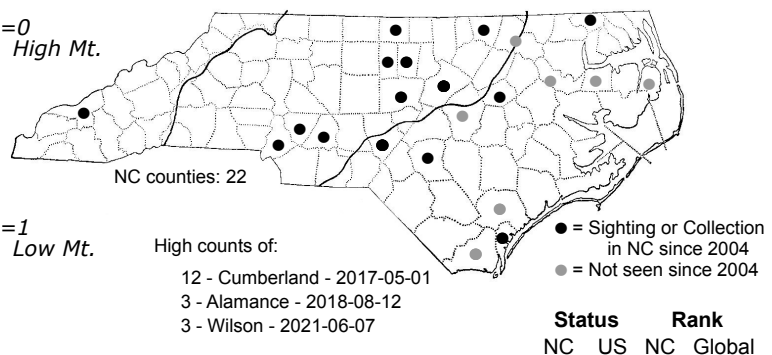 =0
High Mt.
NC counties: 22
=1
Low Mt.
High counts of:
12 - Cumberland - 2017-05-01
3 - Alamance - 2018-08-12
3 - Wilson - 2021-06-07
= Sighting or Collection
in NC since 2004
= Not seen since 2004
Status Rank
NC US NC Global